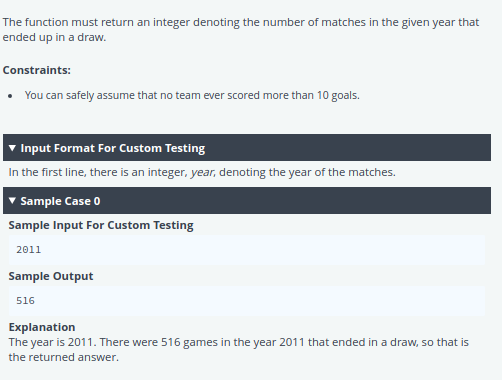 The function must return an integer denoting the number of matches in the given year that
ended up in a draw.
Constraints:
• You can safely assume that no team ever scored more than 10 goals.
▼ Input Format For Custom Testing
In the first line, there is an integer, year, denoting the year of the matches.
▼ Sample Case 0
Sample Input For Custom Testing
2011
Sample Output
516
Explanation
The year is 2011. There were 516 games in the year 2011 that ended in a draw, so that is
the returned answer.